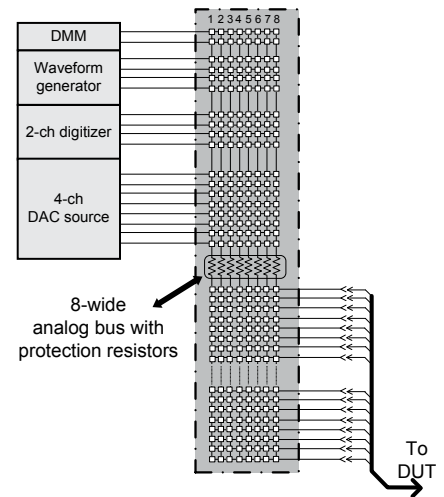 1 2 3 4 5 6 7 8
DMM
Waveform
generator
2-ch digitizer
4-ch
DAC source
8-wide
analog bus with
protection resistors
To
DUT